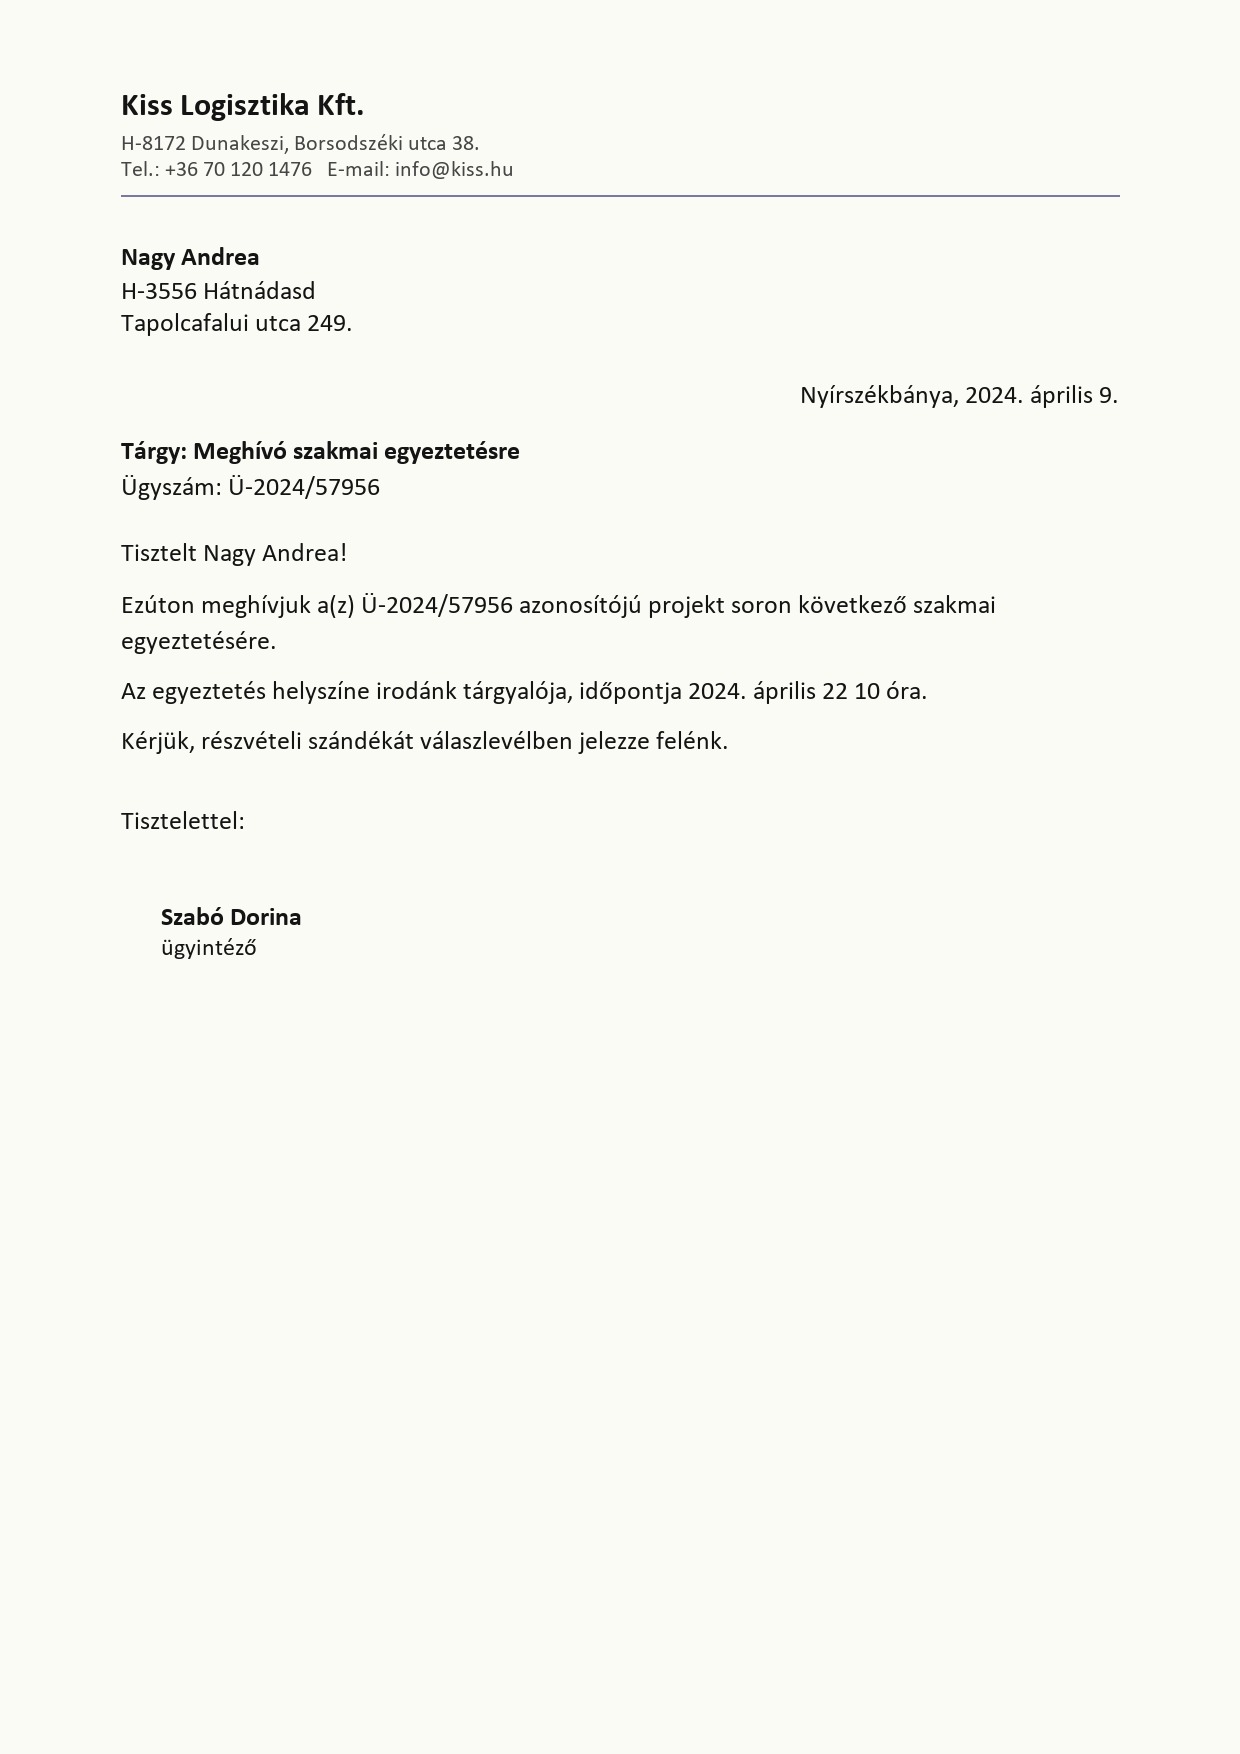 Kiss Logisztika Kft.
H-8172 Dunakeszi, Borsodszéki utca 38.
Tel.: +36 70 120 1476 E-mail: info@kiss.hu
Nagy Andrea
H-3556 Hátnádasd
Tapolcafalui utca 249.
Nyírszékbánya, 2024. április 9.
Tárgy: Meghívó szakmai egyeztetésre
Ügyszám: Ü-2024/57956
Tisztelt Nagy Andrea!
Ezúton meghívjuk a(z) Ü-2024/57956 azonosítójú projekt soron következő szakmai
egyeztetésére.
Az egyeztetés helyszíne irodánk tárgyalója, időpontja 2024. április 22 10 óra.
Kérjük, részvételi szándékát válaszlevélben jelezze felénk.
Tisztelettel:
Szabó Dorina
ügyintéző